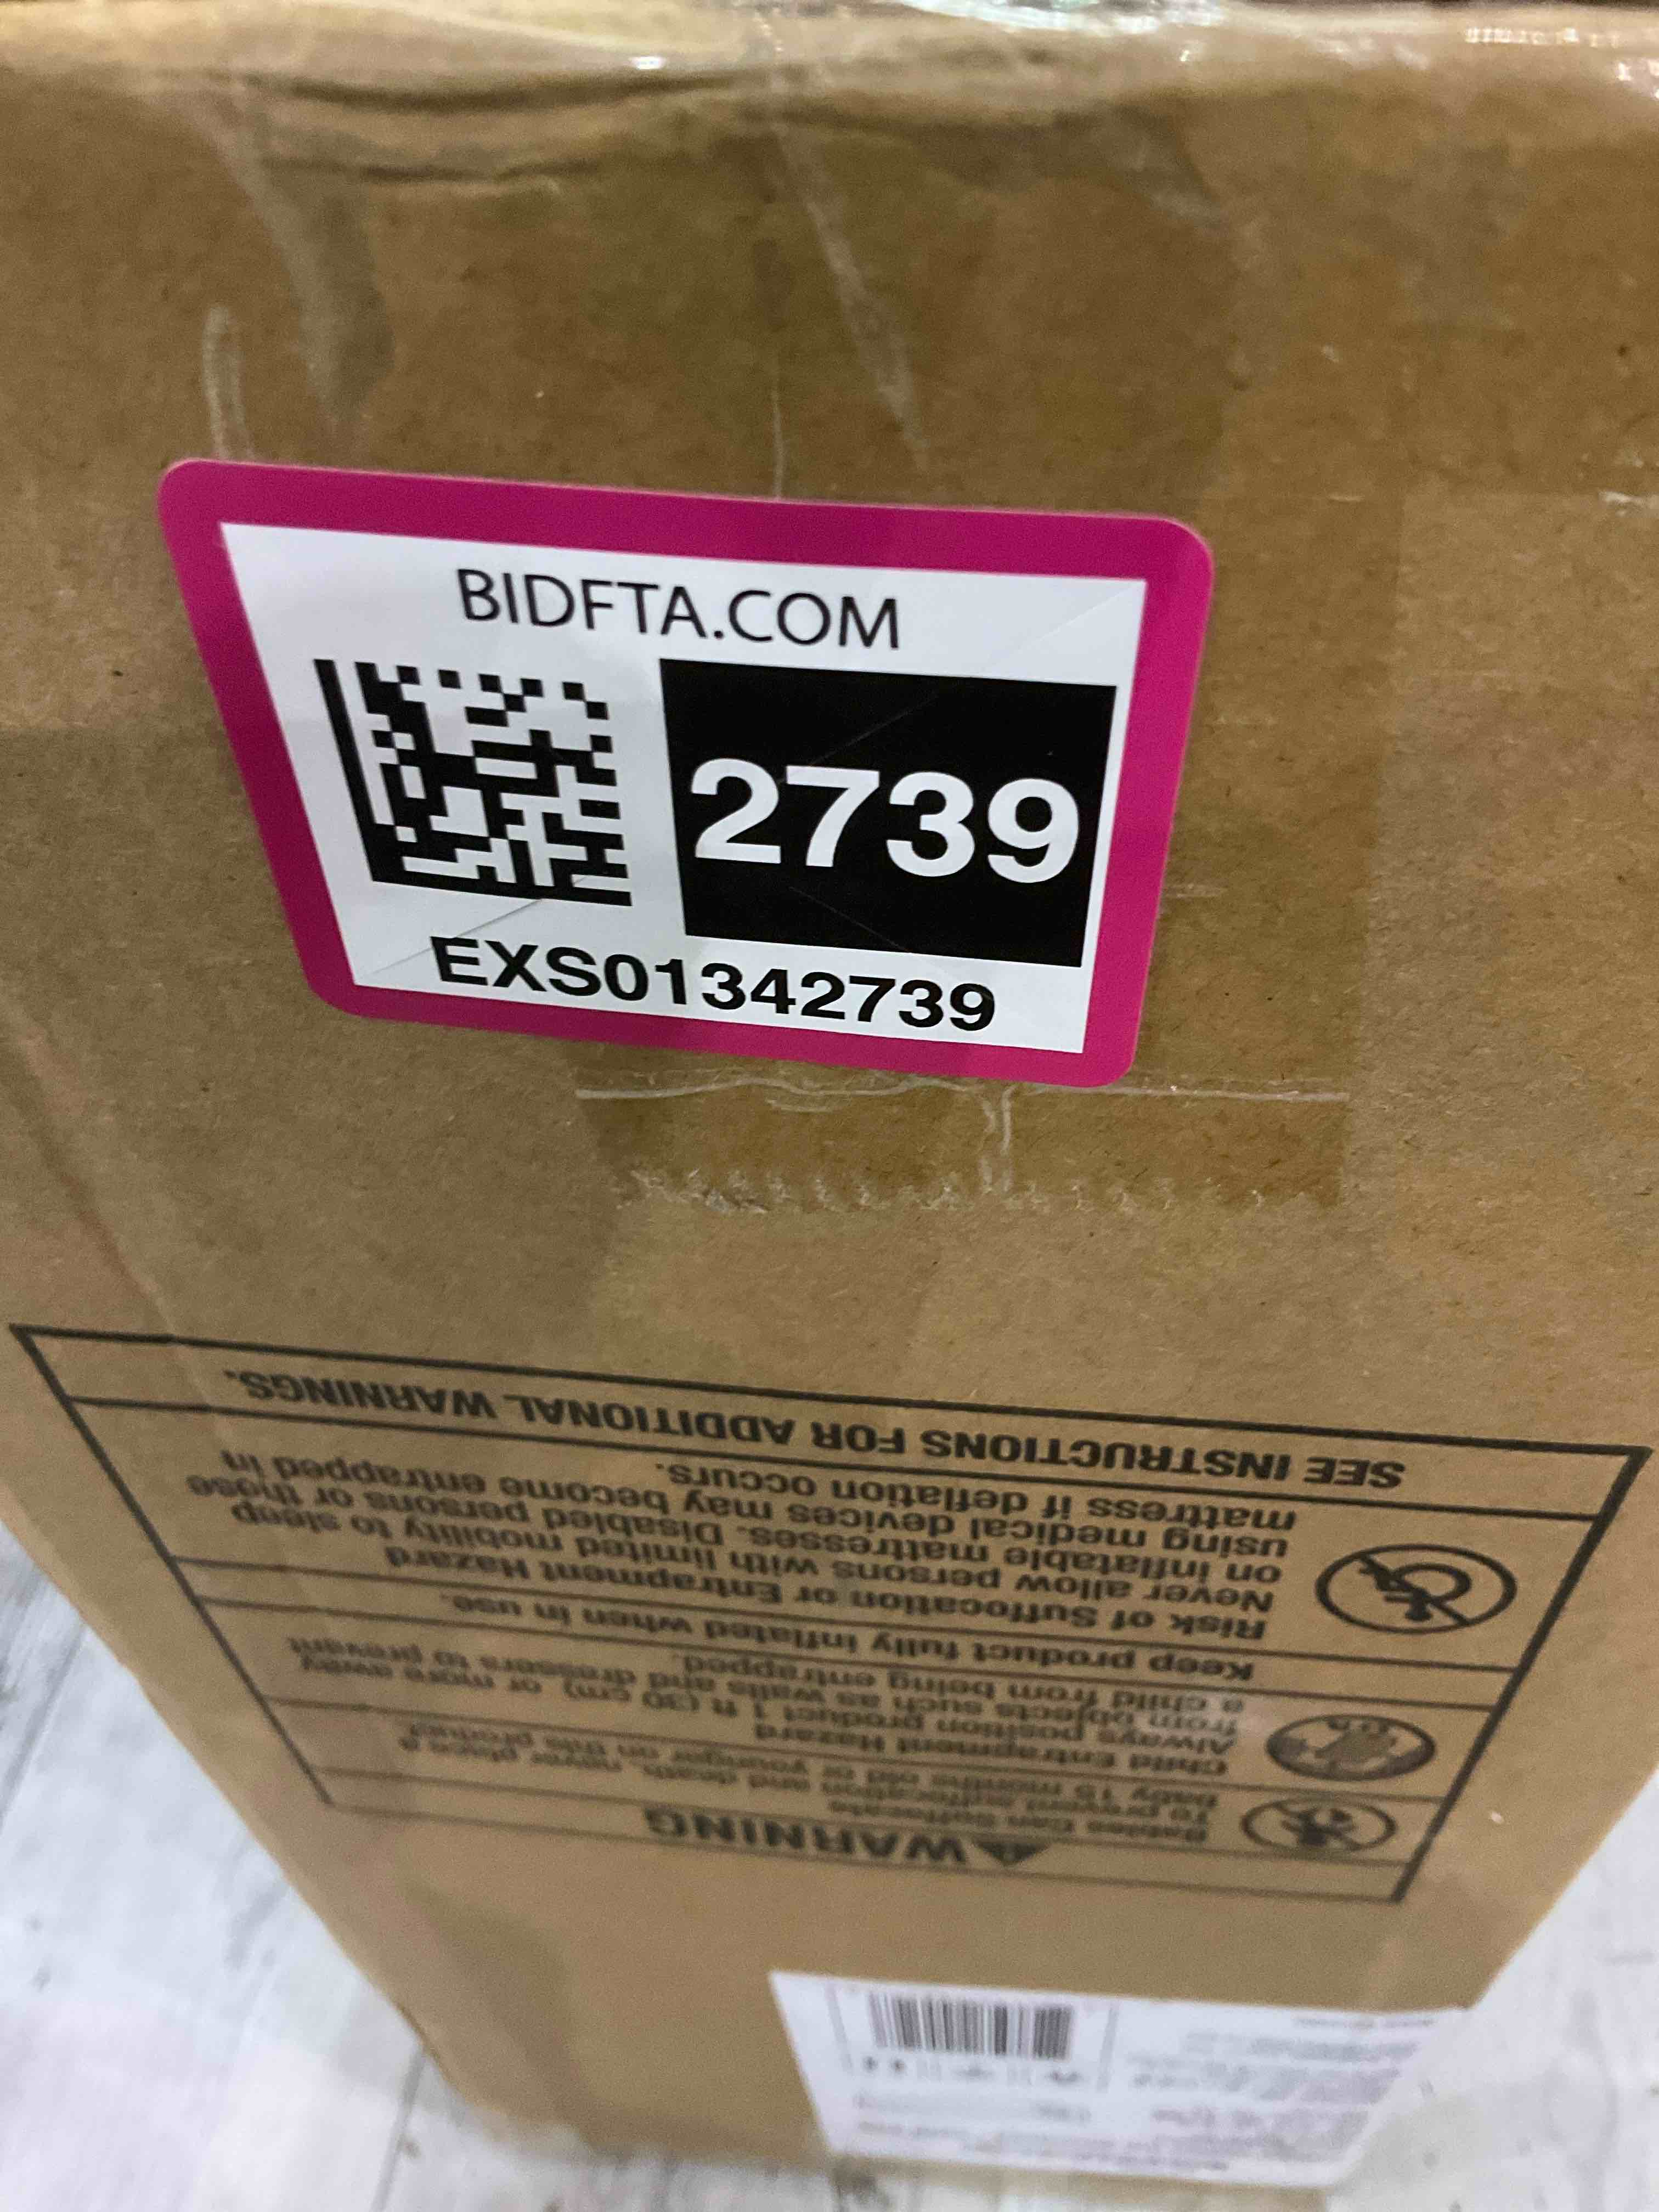 BIDFTA.COM
2739
EXS01342739
WARNING
Babies Can Suffocate
To prevent suffocation and death, never place a
baby 15 months old or younger on this product
Child Entrapment Hazard
Always position product 1 ft (30 cm) or more away
from objects such as walls and dressers to prevent
a child from being entrapped.
Keep product fully inflated when in use.
Risk of Suffocation or Entrapment Hazard
Never allow persons with limited mobility to sleep
on inflatable mattresses. Disabled persons or those
using medical devices may become entrapped in
mattress if deflation occurs.
SEE INSTRUCTIONS FOR ADDITIONAL WARNINGS.